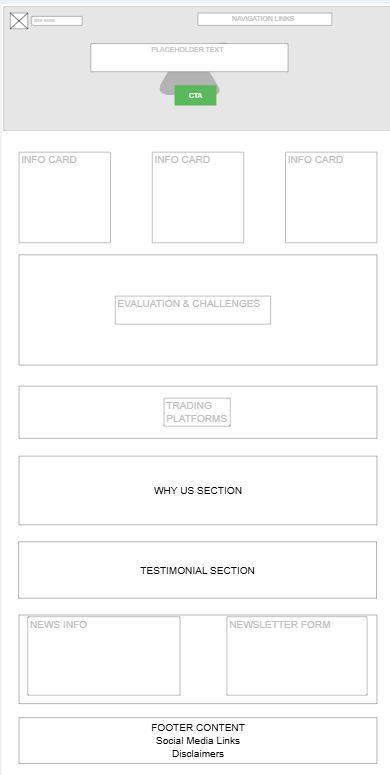 NAVIGATION LINKS
PLACEHOLDER TEXT
CTA
INFO CARD
INFO CARD
INFO CARD
EVALUATION & CHALLENGES
TRADING
PLATFORMS
WHY US SECTION
TESTIMONIAL SECTION
NEWS INFO
NEWSLETTER FORM
FOOTER CONTENT
Social Media Links
Disclaimers